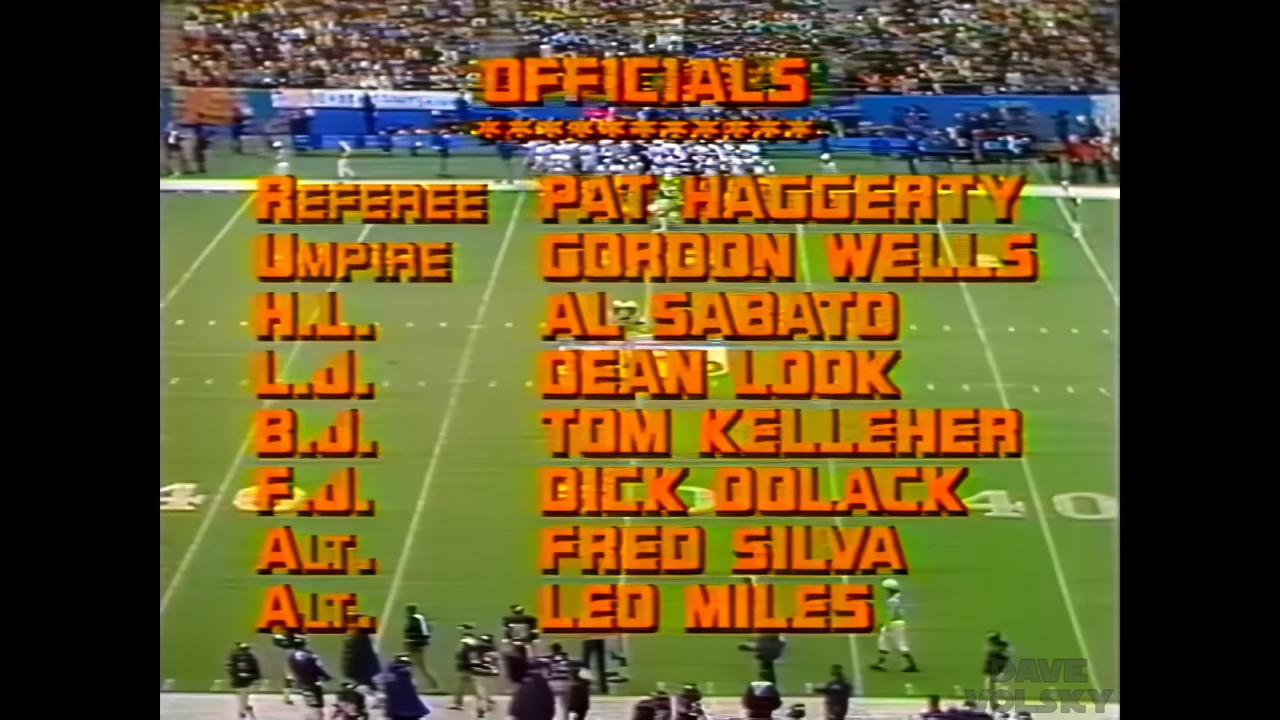 OFFICIALS
***********
REFEREE PAT HAGGERTY
UMPIRE GORDON WELLS
H.L. AL SABATO
L.J. DEAN LOOK
B.J. TOM KELLEHER
F.J. DICK DOLACK
ALT. FRED SILVA
ALT. LEO MILES
40
40
DAVE
VOLSKY